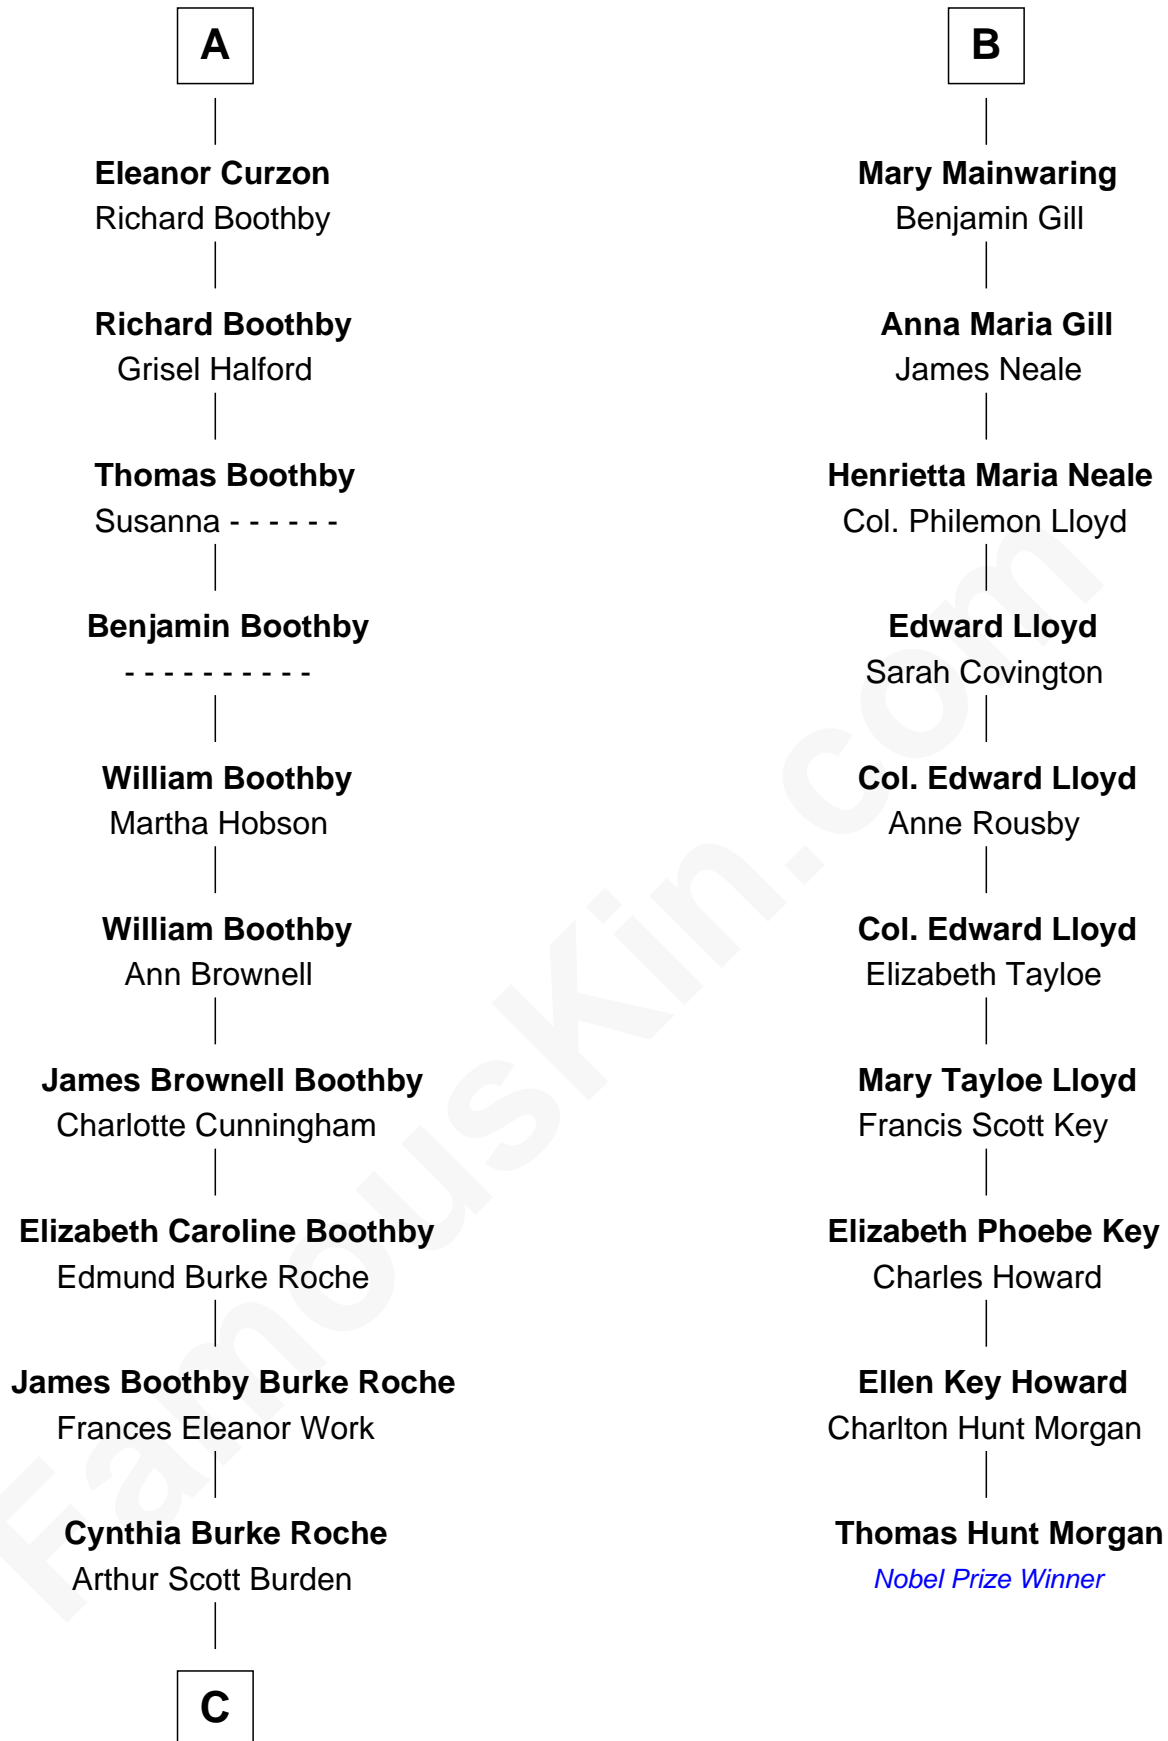 A
Eleanor Curzon
Richard Boothby
Richard Boothby
Grisel Halford
Thomas Boothby
Susanna - - - - - -
Benjamin Boothby
- - - - - - - - - -
William Boothby
Martha Hobson
William Boothby
Ann Brownell
James Brownell Boothby
Charlotte Cunningham
Elizabeth Caroline Boothby
Edmund Burke Roche
James Boothby Burke Roche
Frances Eleanor Work
Cynthia Burke Roche
Arthur Scott Burden
C
B
Mary Mainwaring
Benjamin Gill
Anna Maria Gill
James Neale
Henrietta Maria Neale
Col. Philemon Lloyd
Edward Lloyd
Sarah Covington
Col. Edward Lloyd
Anne Rousby
Col. Edward Lloyd
Elizabeth Tayloe
Mary Tayloe Lloyd
Francis Scott Key
Elizabeth Phoebe Key
Charles Howard
Ellen Key Howard
Charlton Hunt Morgan
Thomas Hunt Morgan
Nobel Prize Winner
FamousKin.com